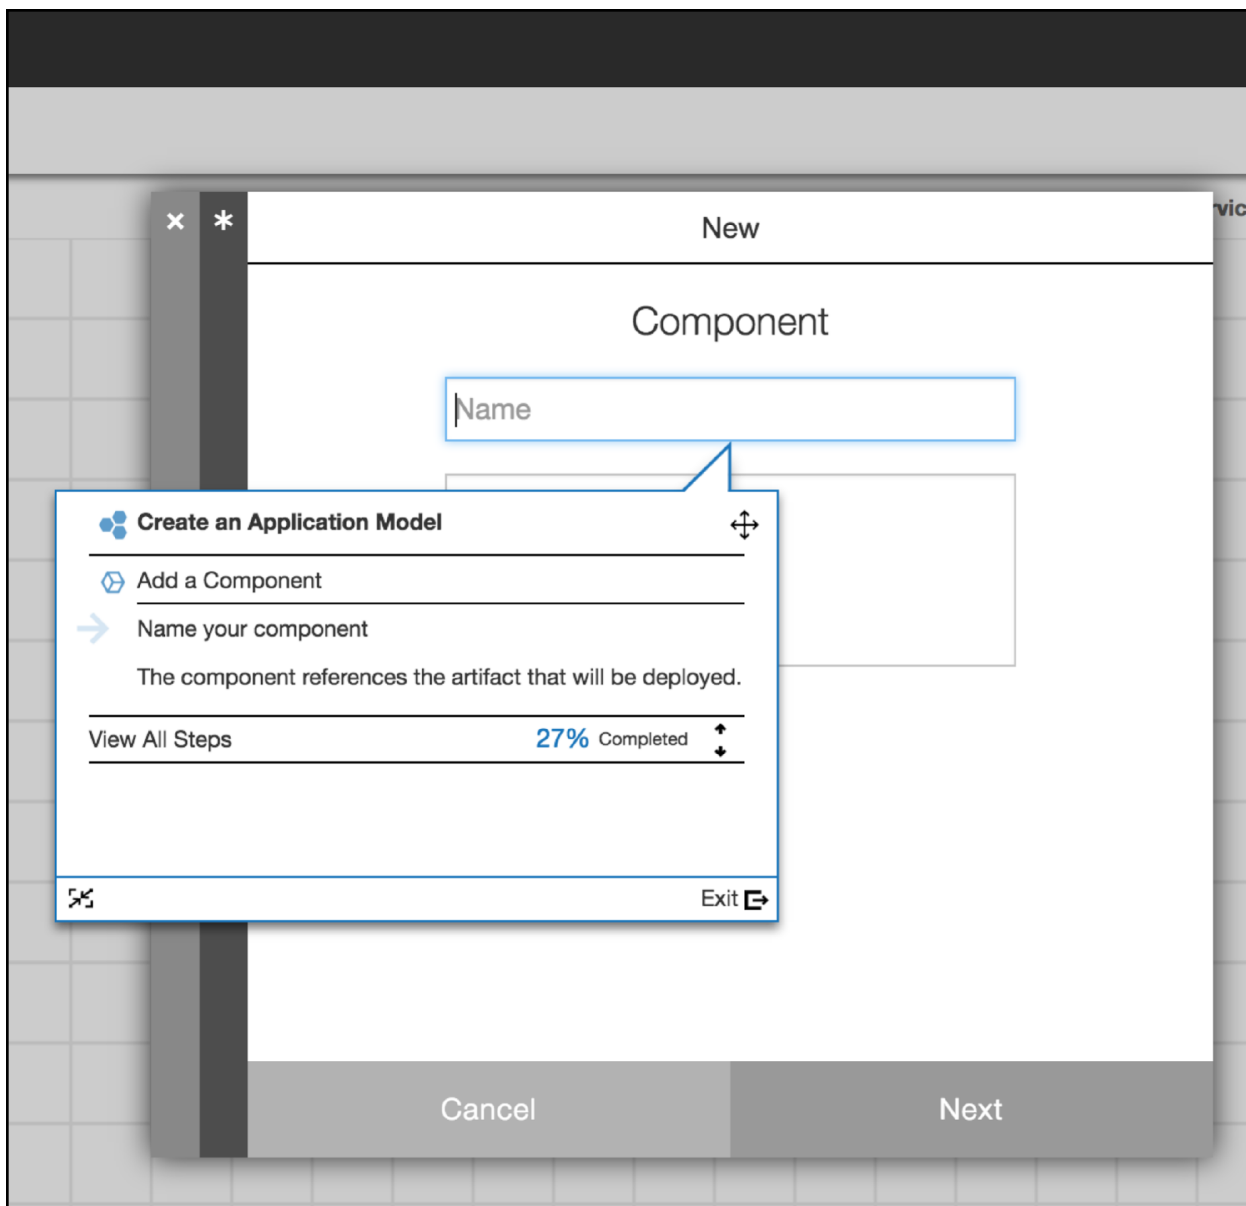 New
Component
Name
Create an Application Model
Add a Component
Name your component
The component references the artifact that will be deployed.
View All Steps 27% Completed
Exit
Cancel Next